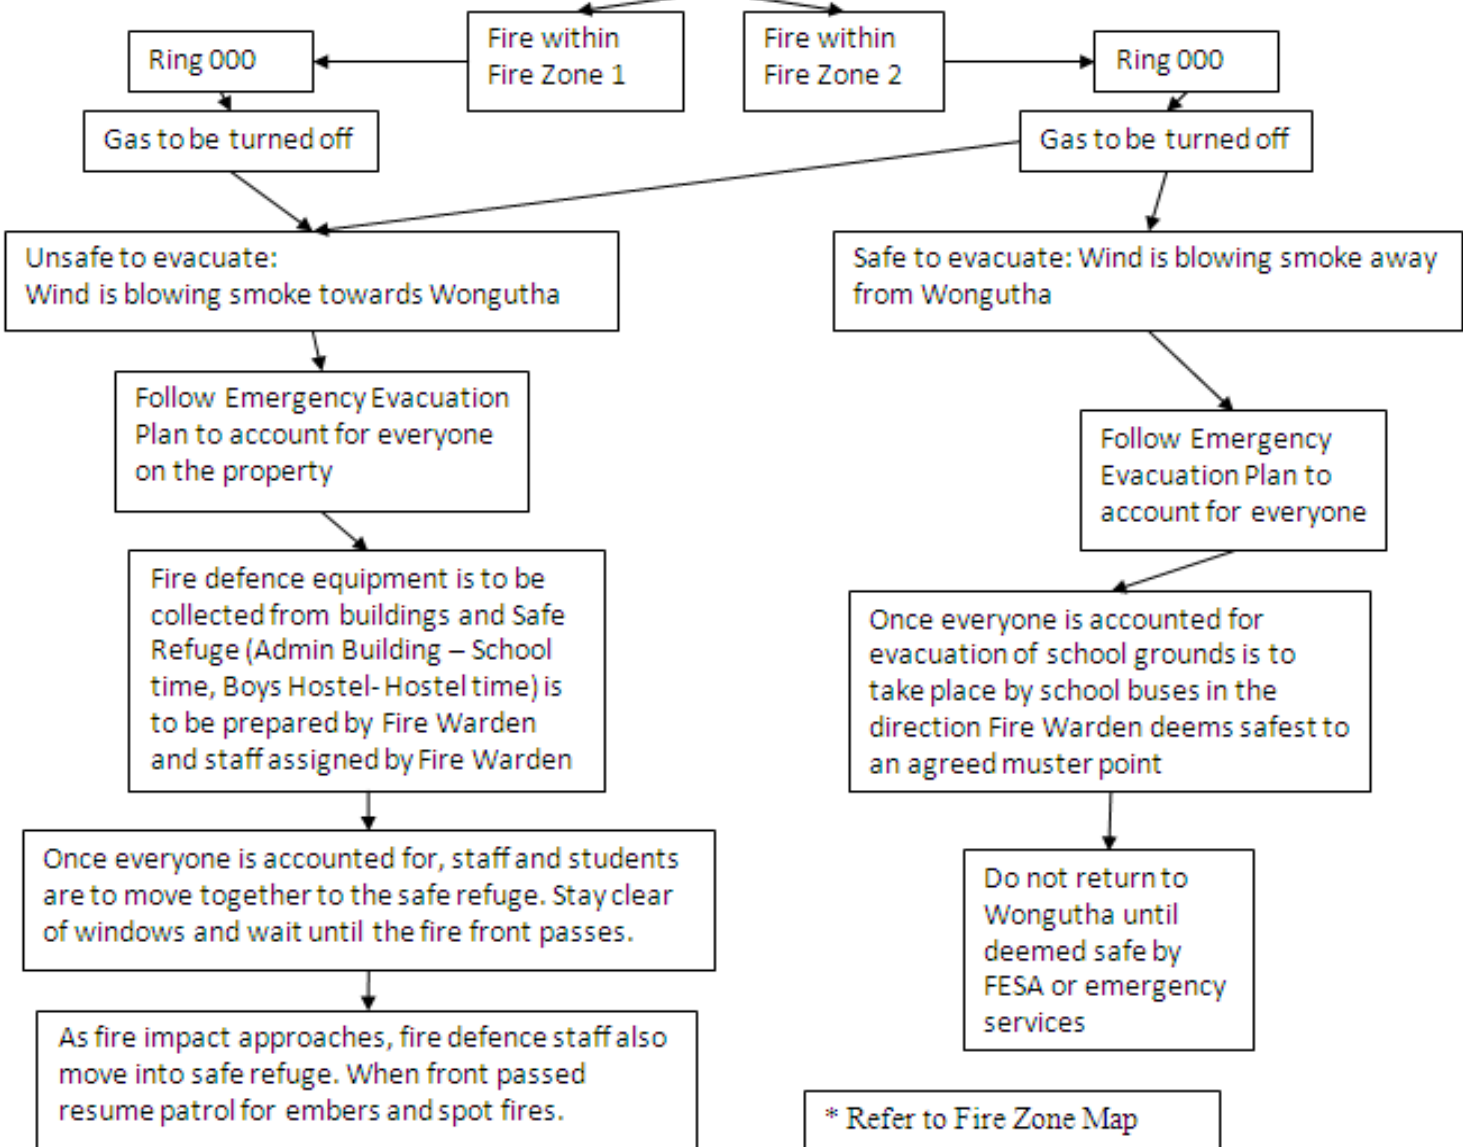 Fire within
Fire Zone 1
Fire within
Fire Zone 2
Ring 000
Ring 000
Gas to be turned off
Gas to be turned off
Unsafe to evacuate:
Wind is blowing smoke towards Wongutha
Safe to evacuate: Wind is blowing smoke away
from Wongutha
Follow Emergency Evacuation
Plan to account for everyone
on the property
Follow Emergency
Evacuation Plan to
account for everyone
Fire defence equipment is to be
collected from buildings and Safe
Refuge (Admin Building – School
time, Boys Hostel- Hostel time) is
to be prepared by Fire Warden
and staff assigned by Fire Warden
Once everyone is accounted for
evacuation of school grounds is to
take place by school buses in the
direction Fire Warden deems safest to
an agreed muster point
Once everyone is accounted for, staff and students
are to move together to the safe refuge. Stay clear
of windows and wait until the fire front passes.
Do not return to
Wongutha until
deemed safe by
FESA or emergency
services
As fire impact approaches, fire defence staff also
move into safe refuge. When front passed
resume patrol for embers and spot fires.
* Refer to Fire Zone Map